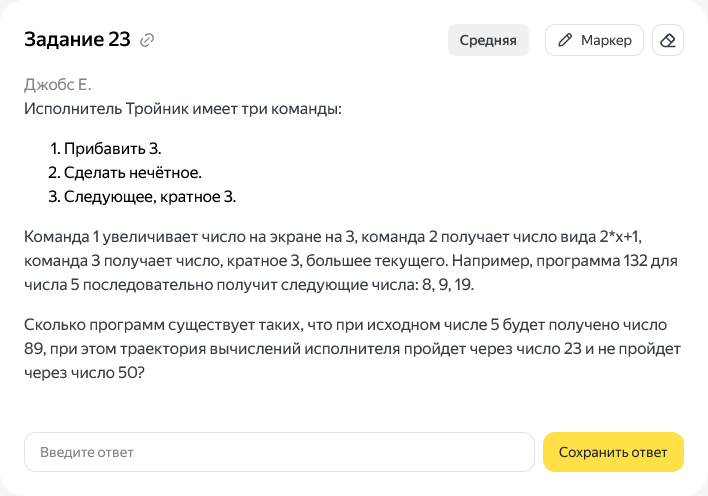 Задание 23
Средняя
Маркер
Джобс Е.
Исполнитель Тройник имеет три команды:
1. Прибавить 3.
2. Сделать нечётное.
3. Следующее, кратное 3.
Команда 1 увеличивает число на экране на 3, команда 2 получает число вида 2*x+1,
команда 3 получает число, кратное 3, большее текущего. Например, программа 132 для
числа 5 последовательно получит следующие числа: 8, 9, 19.
Сколько программ существует таких, что при исходном числе 5 будет получено число
89, при этом траектория вычислений исполнителя пройдет через число 23 и не пройдет
через число 50?
Введите ответ
Сохранить ответ